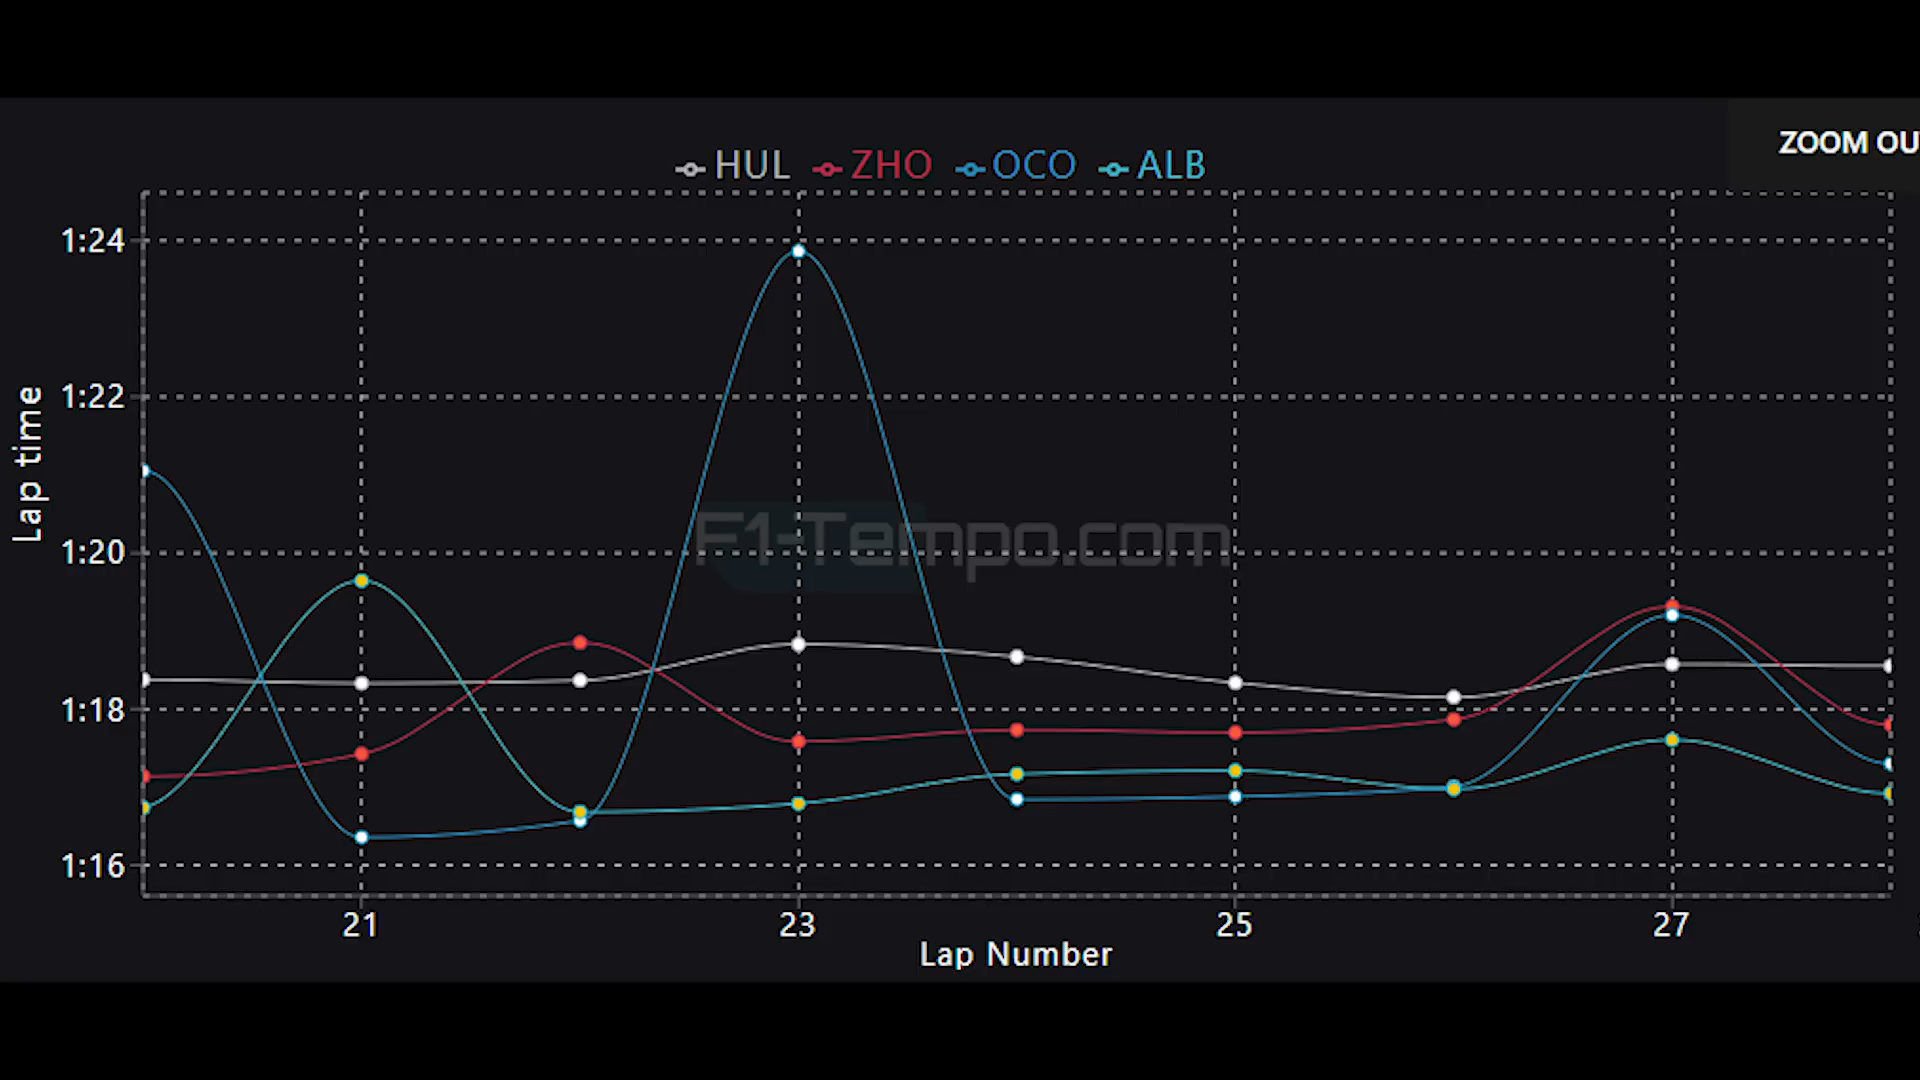 ZOOM OU
HUL ZHO OCO ALB
1:24
1:22
1:20
1:18
1:16
Lap time
F1-Tempo.com
21 23 25 27
Lap Number